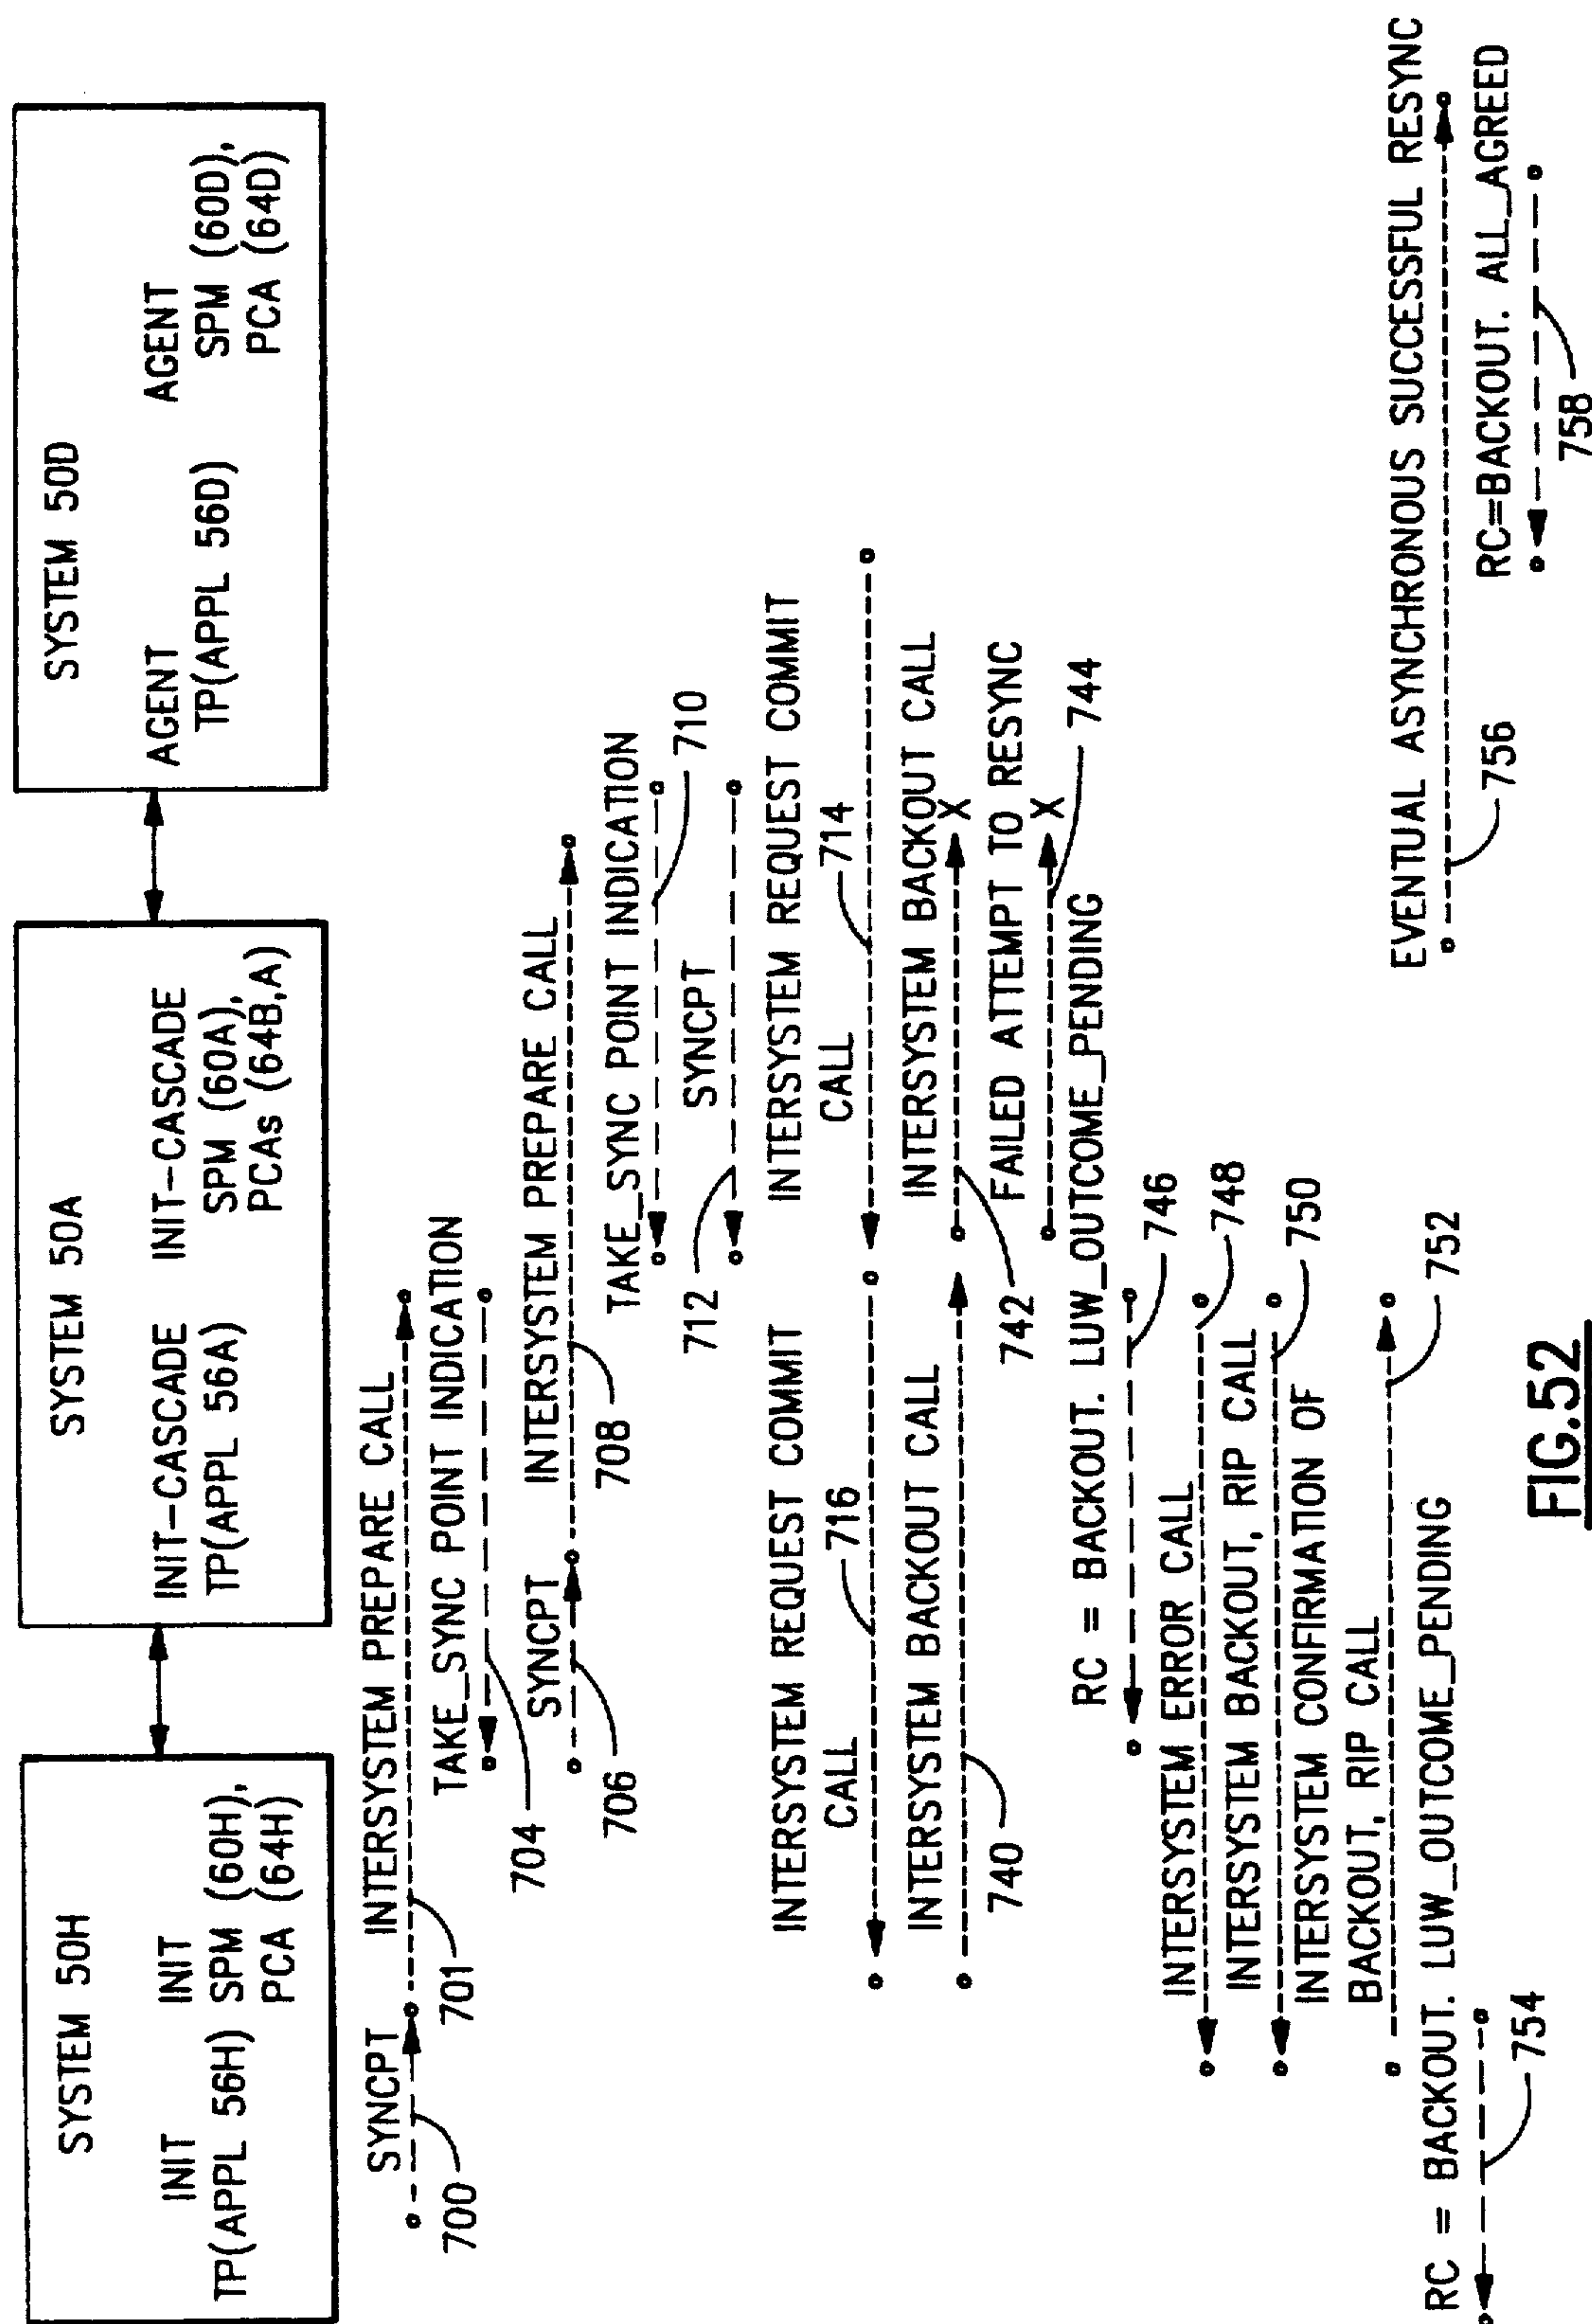 SYSTEM 50H
INIT INIT
TP(APPL 56H) SPM (60H),
PCA (64H)
SYSTEM 50A
INIT-CASCADE INIT-CASCADE
TP(APPL 56A) SPM (60A),
PCAs (64B,A)
SYSTEM 50D
AGENT AGENT
TP(APPL 56D) SPM (60D),
PCA (64D)
SYNCPT INTERSYSTEM PREPARE CALL
700 701
TAKE_SYNC POINT INDICATION
704
SYNCPT INTERSYSTEM PREPARE CALL
706 708
TAKE_SYNC POINT INDICATION
710
SYNCPT
712
INTERSYSTEM REQUEST COMMIT
CALL 714
INTERSYSTEM REQUEST COMMIT
CALL 716
INTERSYSTEM BACKOUT CALL
740
INTERSYSTEM BACKOUT CALL
X
742
FAILED ATTEMPT TO RESYNC
X
744
RC = BACKOUT. LUW_OUTCOME_PENDING
746
INTERSYSTEM ERROR CALL
748
INTERSYSTEM BACKOUT, RIP CALL
750
INTERSYSTEM CONFIRMATION OF
BACKOUT, RIP CALL
752
RC = BACKOUT. LUW_OUTCOME_PENDING
754
EVENTUAL ASYNCHRONOUS SUCCESSFUL RESYNC
756
RC=BACKOUT. ALL_AGREED
758
FIG.52